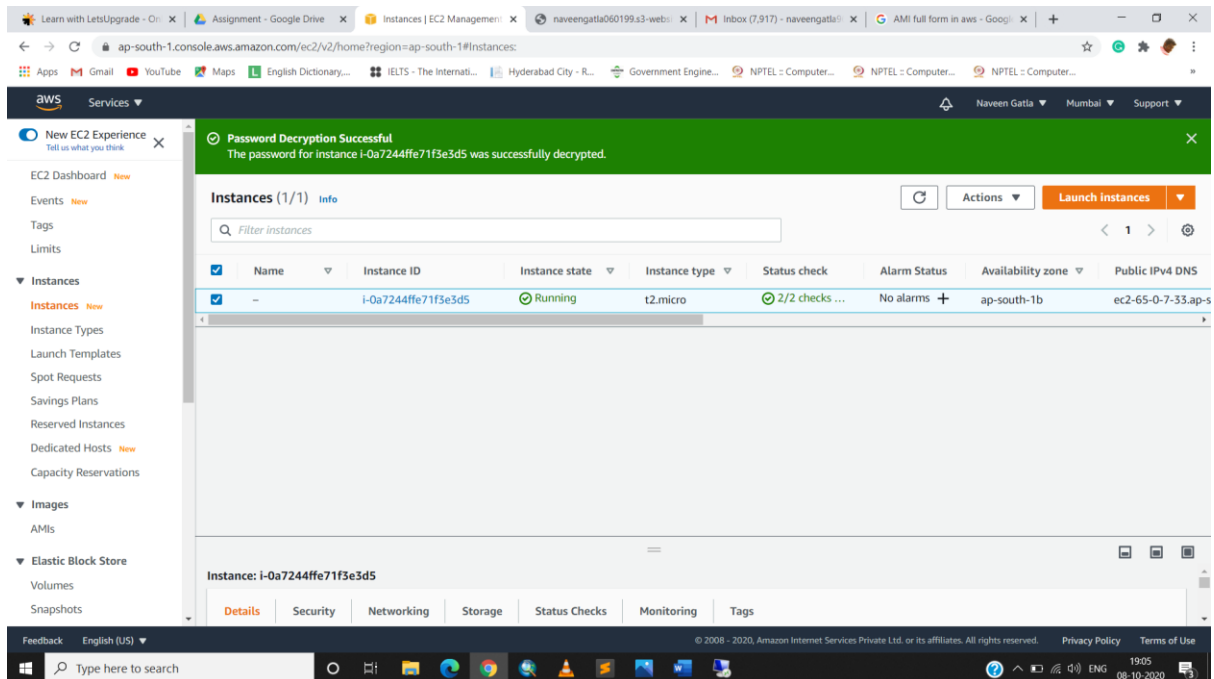 Learn with LetsUpgrade - On
Assignment - Google Drive
Instances | EC2 Management
naveengatla060199.s3-webs
Inbox (7,917) - naveengatla9
AMI full form in aws - Google
ap-south-1.console.aws.amazon.com/ec2/v2/home?region=ap-south-1#Instances:
Apps Gmail YouTube Maps English Dictionary,... IELTS - The Internati... Hyderabad City - R... Government Engine... NPTEL :: Computer... NPTEL :: Computer... NPTEL :: Computer... »
aws Services ▼ Naveen Gatla ▼ Mumbai ▼ Support ▼
New EC2 Experience
Tell us what you think
EC2 Dashboard New
Events New
Tags
Limits
Instances
Instances New
Instance Types
Launch Templates
Spot Requests
Savings Plans
Reserved Instances
Dedicated Hosts New
Capacity Reservations
Images
AMIs
Elastic Block Store
Volumes
Snapshots
Password Decryption Successful
The password for instance i-0a7244ffe71f3e3d5 was successfully decrypted.
Instances (1/1) Info
Actions ▼ Launch instances ▼
Filter instances
< 1 >
Name Instance ID Instance state Instance type Status check Alarm Status Availability zone Public IPv4 DNS
– i-0a7244ffe71f3e3d5 Running t2.micro 2/2 checks ... No alarms + ap-south-1b ec2-65-0-7-33.ap-s
Instance: i-0a7244ffe71f3e3d5
Details Security Networking Storage Status Checks Monitoring Tags
Feedback English (US) ▼ © 2008 - 2020, Amazon Internet Services Private Ltd. or its affiliates. All rights reserved. Privacy Policy Terms of Use
Type here to search
ENG
19:05
08-10-2020
3